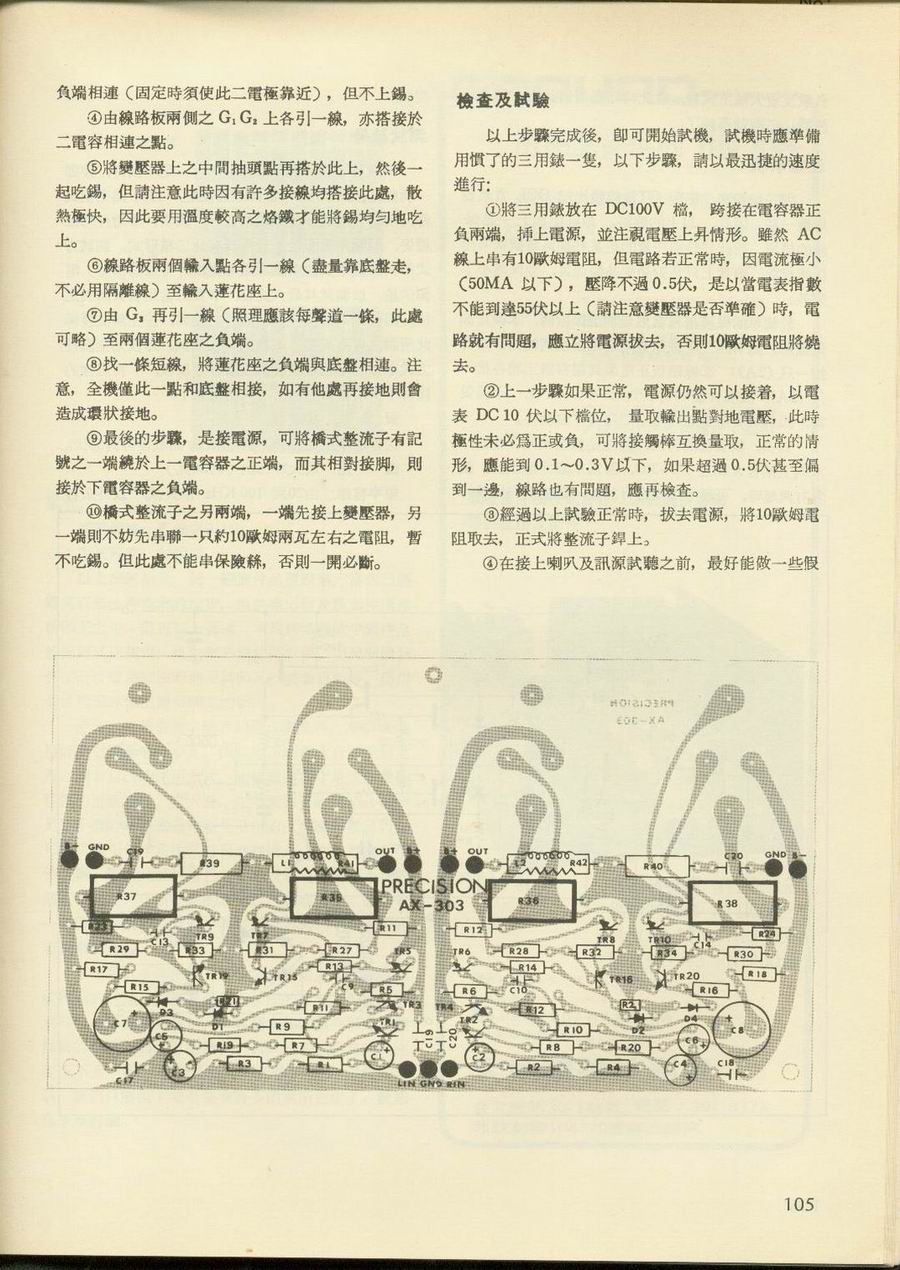 負端相連（固定時須使此二電極靠近），但不上錫。
④由線路板兩側之 G₁ G₂ 上各引一線，亦搭接於
二電容相連之點。
⑤將變壓器上之中間抽頭點再搭於此上，然後一
起吃錫，但請注意此時因有許多接線均搭接此處，散
熱極快，因此要用溫度較高之烙鐵才能將錫均勻地吃
上。
⑥線路板兩個輸入點各引一線（盡量靠底盤走，
不必用隔離線）至輸入蓮花座上。
⑦由 G₃ 再引一線（照理應該每聲道一條，此處
可略）至兩個蓮花座之負端。
⑧找一條短線，將蓮花座之負端與底盤相連。注
意，全機僅此一點和底盤相接，如有他處再接地則會
造成環狀接地。
⑨最後的步驟，是接電源，可將橋式整流子有記
號之一端繞於上一電容器之正端，而其相對接脚，則
接於下電容器之負端。
⑩橋式整流子之另兩端，一端先接上變壓器，另
一端則不妨先串聯一只約10歐姆兩瓦左右之電阻，暫
不吃錫。但此處不能串保險絲，否則一開必斷。
檢查及試驗
以上步驟完成後，卽可開始試機，試機時應準備
用慣了的三用錶一隻，以下步驟，請以最迅捷的速度
進行：
①將三用錶放在 DC100V 檔， 跨接在電容器正
負兩端，揷上電源，並注視電壓上昇情形。雖然 AC
線上串有10歐姆電阻，但電路若正常時，因電流極小
（50MA 以下），壓降不過0.5伏，是以當電表指數
不能到達55伏以上（請注意變壓器是否準確）時，電
路就有問題，應立將電源拔去，否則10歐姆電阻將燒
去。
②上一步驟如果正常，電源仍然可以接着，以電
表 DC10 伏以下檔位， 量取輸出點對地電壓，此時
極性未必爲正或負，可將接觸棒互換量取，正常的情
形，應能到0.1～0.3V以下，如果超過0.5伏甚至偏
到一邊，線路也有問題，應再檢查。
③經過以上試驗正常時，拔去電源，將10歐姆電
阻取去，正式將整流子銲上。
④在接上喇叭及訊源試聽之前，最好能做一些假
PRECISION
AX-303
B- GND C19 R39 L1 R41 OUT B+ B+ OUT L2 R42 R40 C20 GND B-
R37 R35 PRECISION R36 R38
AX-303
R23 R11 R12 R24
C13 TR9 TR7 TR8 TR10 C14
R29 R33 R31 R27 TR5 TR6 R28 R32 R34 R30
R17 TR19 TR15 R13 C9 R14 C10 TR16 TR20 R18
R15 R5 R6 R16
D3 R21 R11 TR3 TR4 R12 R2 D4
C7 D1 R9 TR1 TR2 R10 D2 C8
C5 R19 R7 C19 C20 R8 R20 C6
C3 R3 R1 C1 C2 R2 R4 C4
C17 C18
LIN GND RIN
105